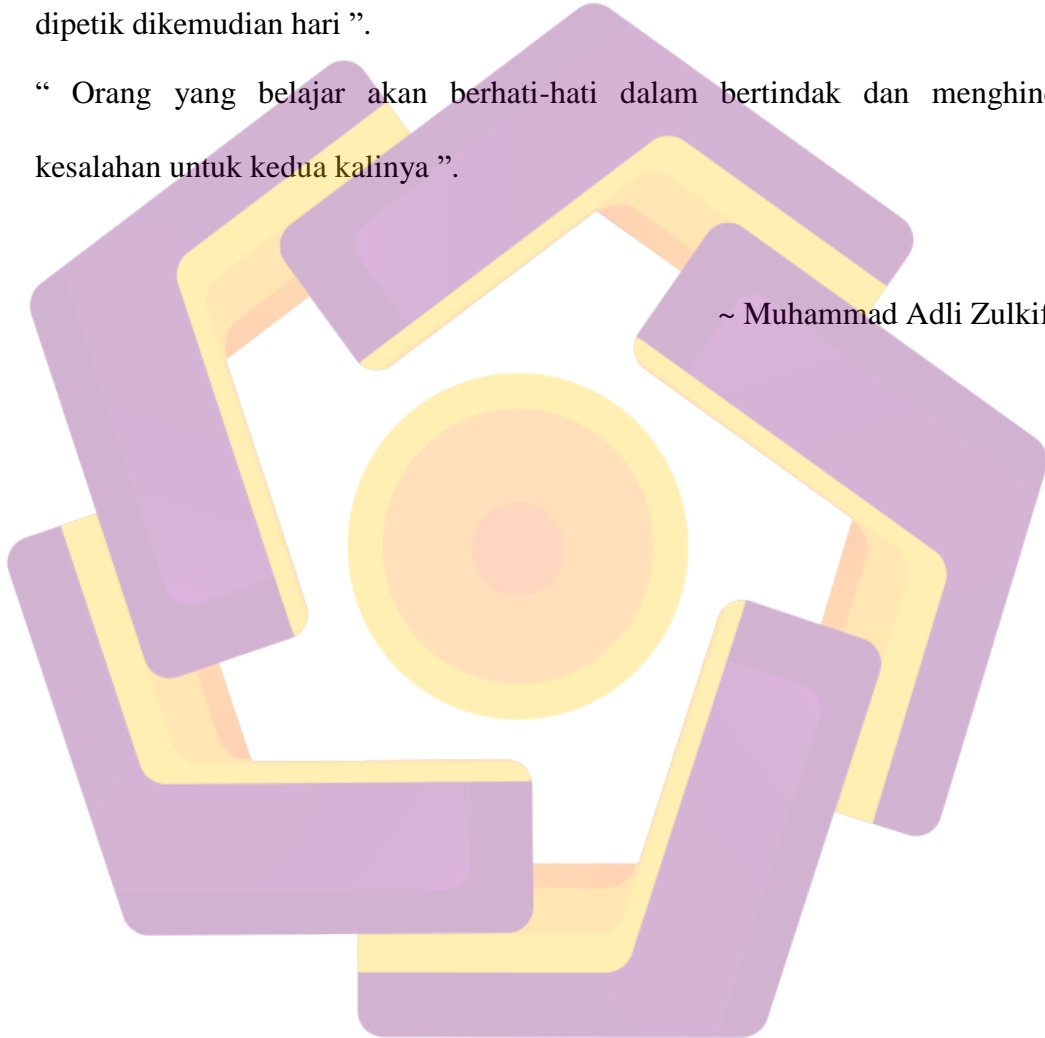 dipetik dikemudian hari ”.
“ Orang yang belajar akan berhati-hati dalam bertindak dan
kesalahan untuk kedua kalinya ”.
~ Muhammad Adli